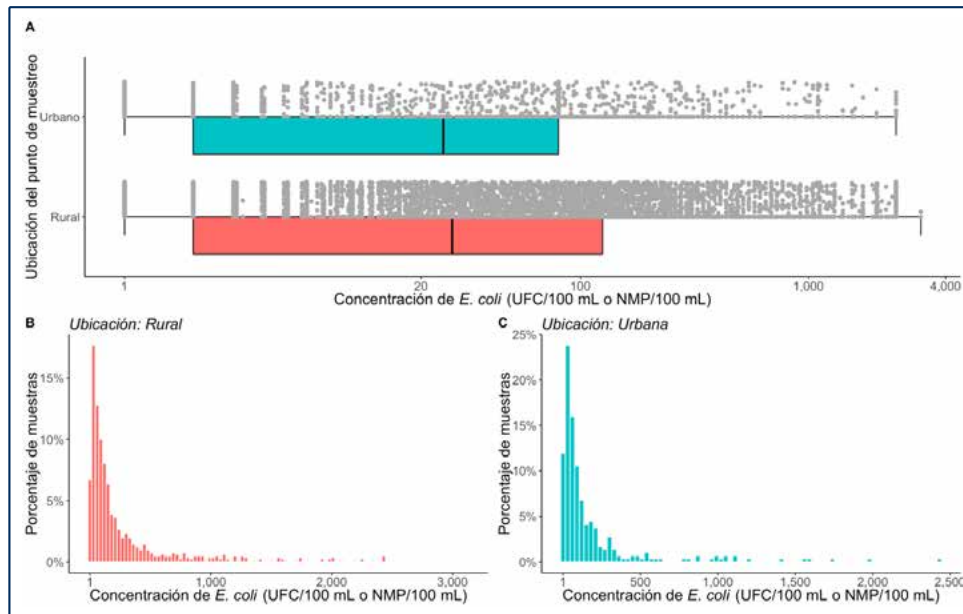 A
Ubicación del punto de muestreo
Urbano
Rural
1
20
100
1,000
4,000
Concentración de E. coli (UFC/100 mL o NMP/100 mL)
B
Ubicación: Rural
Porcentaje de muestras
15%
10%
5%
0%
1
1,000
2,000
3,000
Concentración de E. coli (UFC/100 mL o NMP/100 mL)
C
Ubicación: Urbana
Porcentaje de muestras
25%
20%
15%
10%
5%
0%
1
500
1,000
1,500
2,000
2,500
Concentración de E. coli (UFC/100 mL o NMP/100 mL)